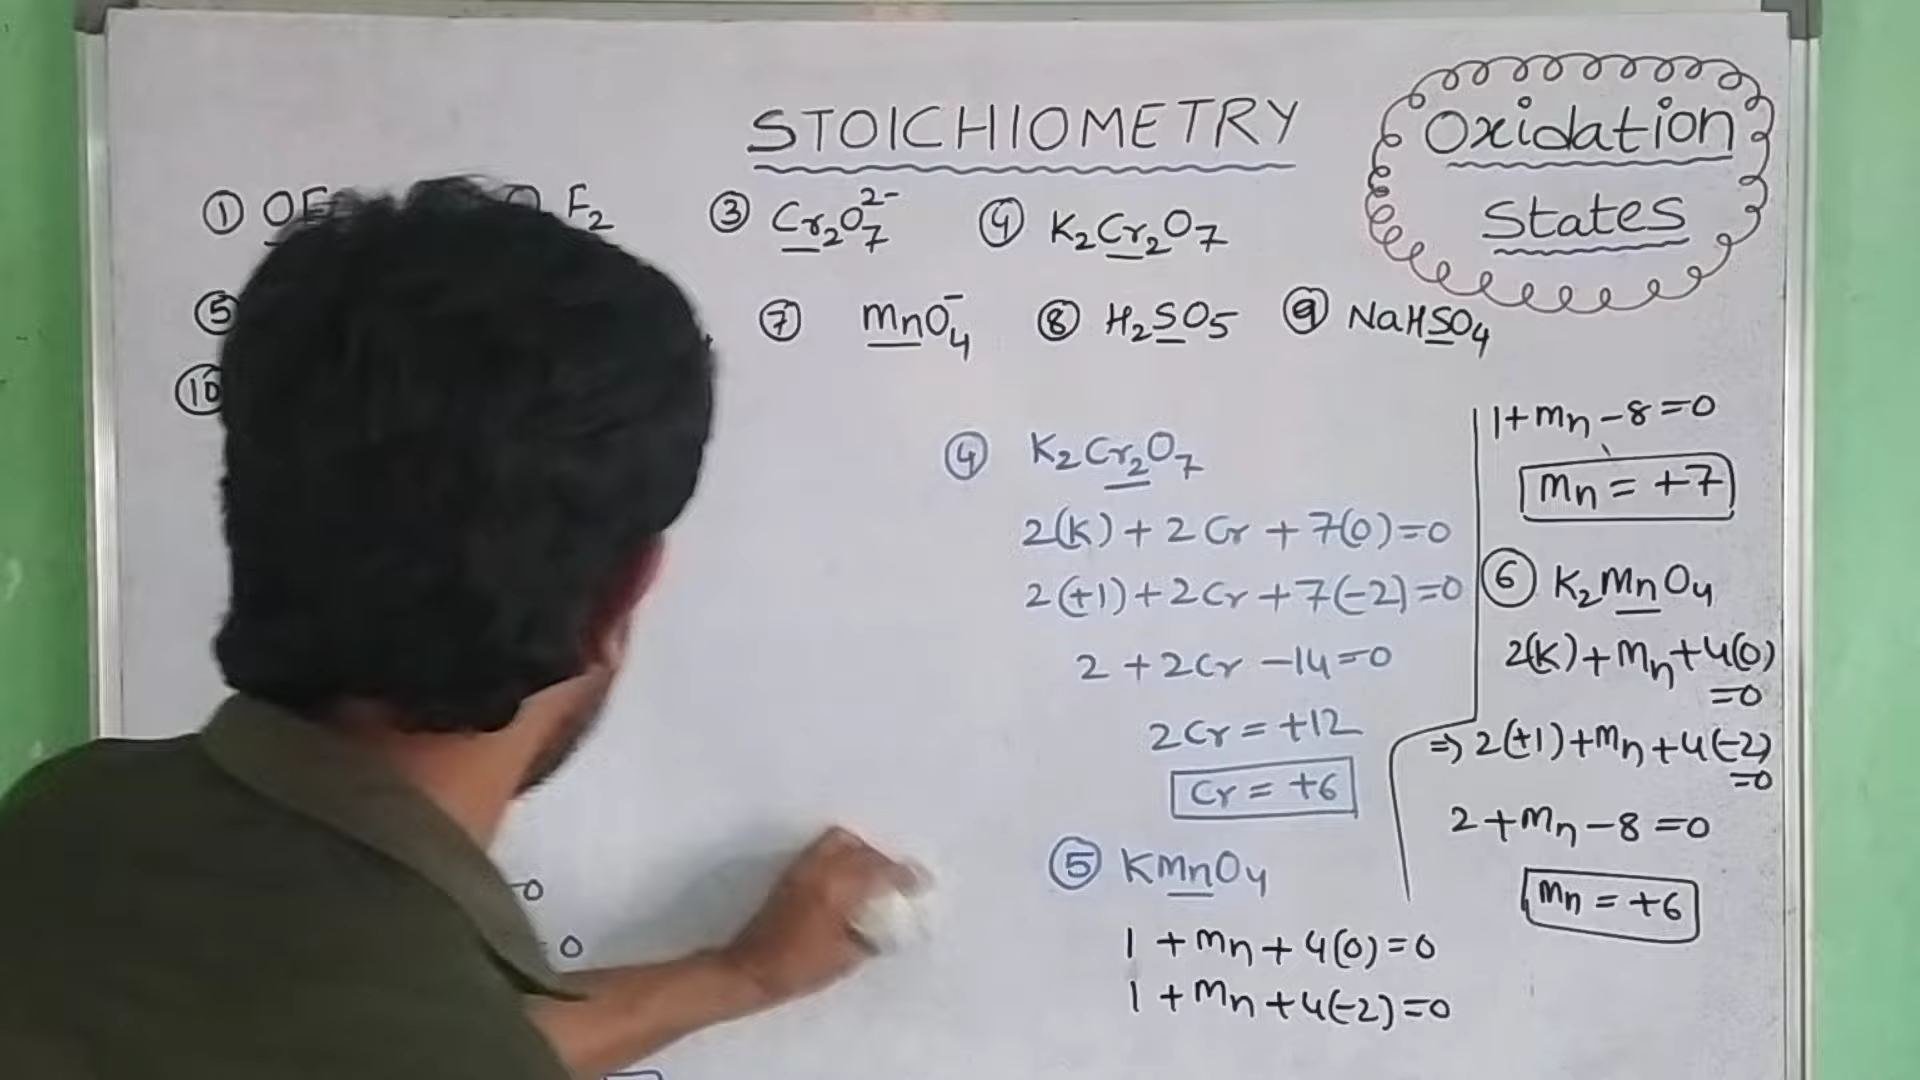 STOICHIOMETRY
Oxidation
States
① OF
F₂
③ Cr₂O₇²⁻
④ K₂Cr₂O₇
⑤
⑦ MnO₄⁻
⑧ H₂SO₅
⑨ NaHSO₄
⑩
④ K₂Cr₂O₇
2(K) + 2Cr + 7(O) = 0
2(+1) + 2Cr + 7(-2) = 0
2 + 2Cr - 14 = 0
2Cr = +12
Cr = +6
⑤ KMnO₄
1 + Mn + 4(O) = 0
1 + Mn + 4(-2) = 0
1 + Mn - 8 = 0
Mn = +7
⑥ K₂MnO₄
2(K) + Mn + 4(O)
= 0
⇒ 2(+1) + Mn + 4(-2)
= 0
2 + Mn - 8 = 0
Mn = +6
0
0